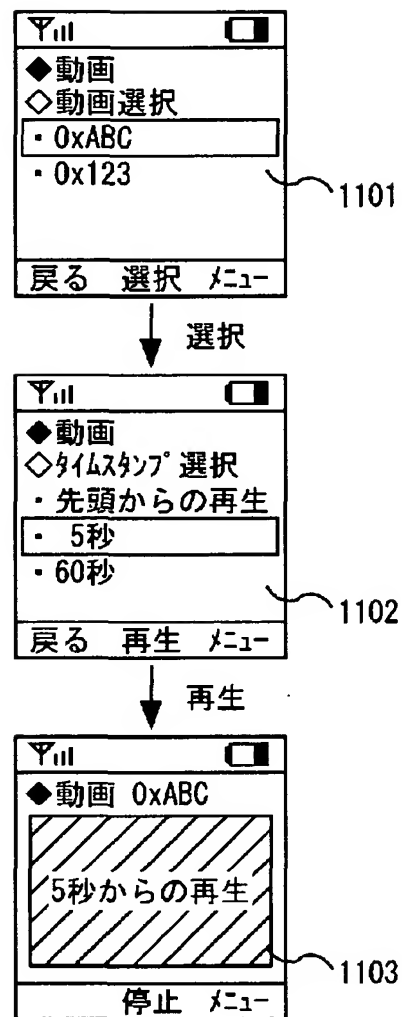 ◆動画
◇動画選択
・0xABC
・0x123
1101
戻る 選択 ﾒﾆｭｰ
選択
◆動画
◇ﾀｲﾑｽﾀﾝﾌﾟ選択
・先頭からの再生
・ 5秒
・60秒
1102
戻る 再生 ﾒﾆｭｰ
再生
◆動画 0xABC
5秒からの再生
1103
停止 ﾒﾆｭｰ